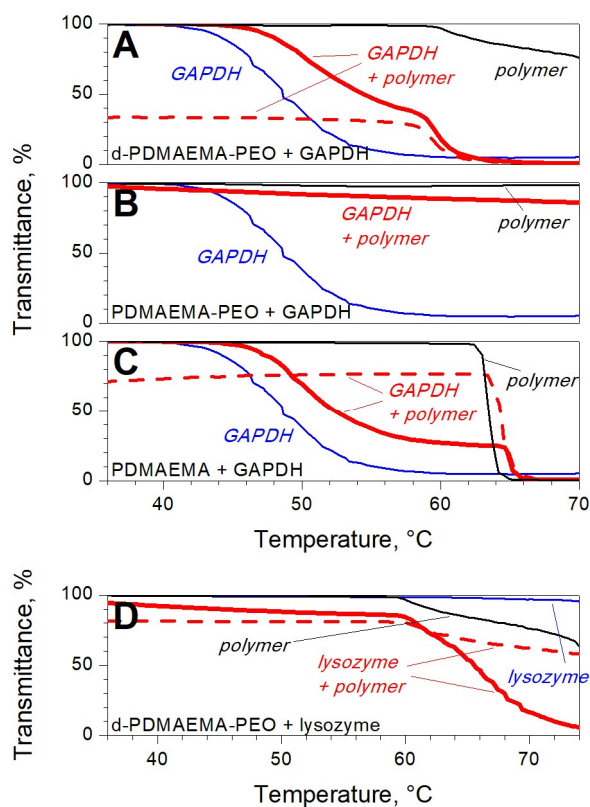 100
A
GAPDH
GAPDH
+ polymer
polymer
50
d-PDMAEMA-PEO + GAPDH
0
100
B
GAPDH
GAPDH
+ polymer
polymer
50
PDMAEMA-PEO + GAPDH
0
100
C
GAPDH
GAPDH
+ polymer
polymer
50
PDMAEMA + GAPDH
0
Transmittance, %
40
50
60
70
Temperature, °C
100
D
polymer
lysozyme
+ polymer
lysozyme
50
d-PDMAEMA-PEO + lysozyme
0
Transmittance, %
40
50
60
70
Temperature, °C